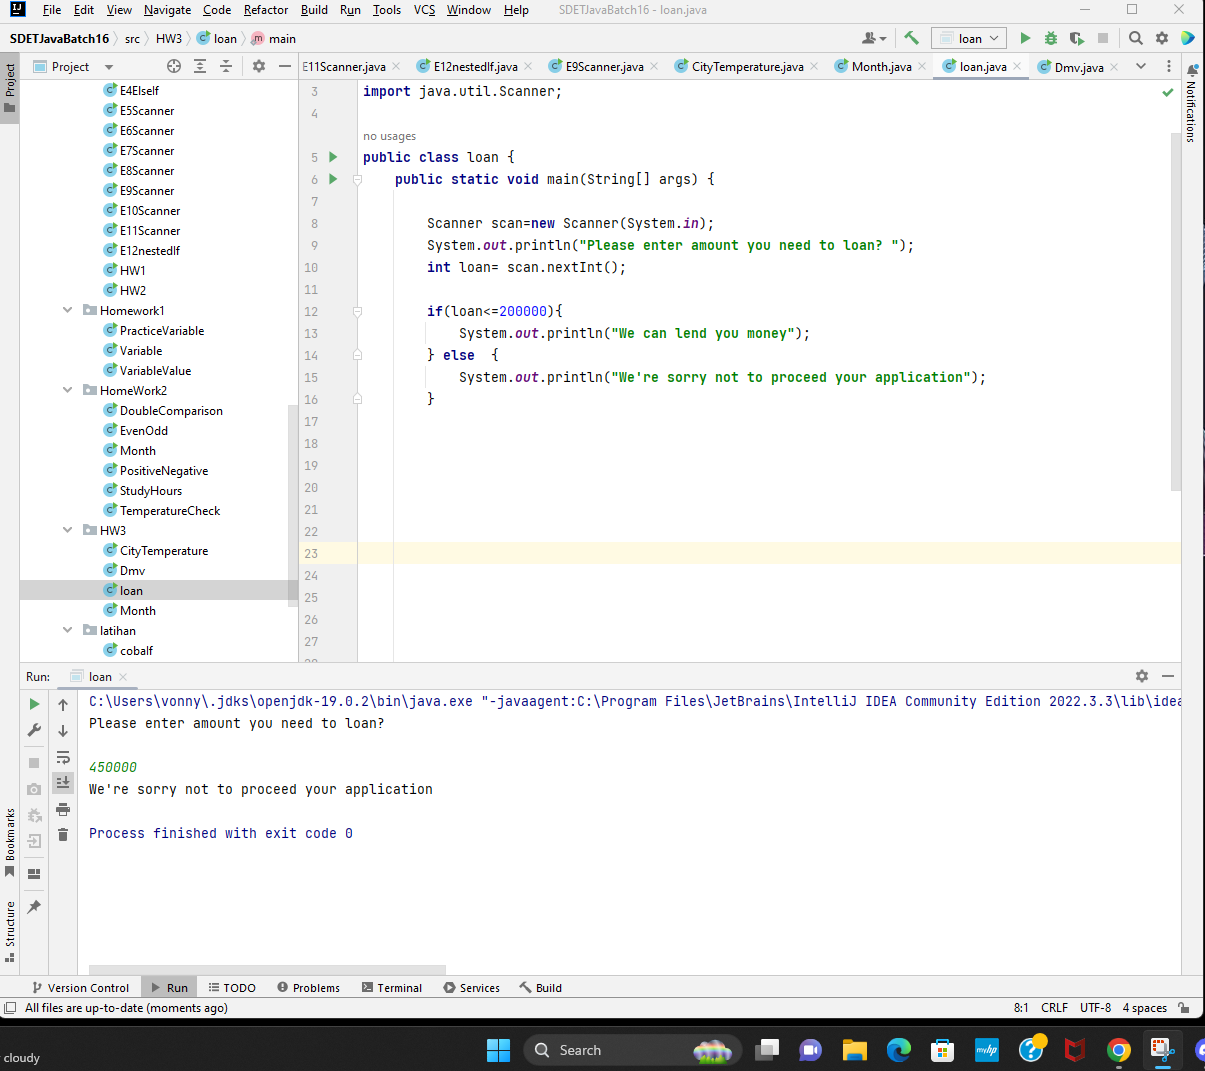 File Edit View Navigate Code Refactor Build Run Tools VCS Window Help SDETJavaBatch16 - loan.java
SDETJavaBatch16 src HW3 loan main loan
Project E11Scanner.java E12nestedIf.java E9Scanner.java CityTemperature.java Month.java loan.java Dmv.java
Project
Notifications
E4ElseIf
E5Scanner
E6Scanner
E7Scanner
E8Scanner
E9Scanner
E10Scanner
E11Scanner
E12nestedIf
HW1
HW2
Homework1
PracticeVariable
Variable
VariableValue
HomeWork2
DoubleComparison
EvenOdd
Month
PositiveNegative
StudyHours
TemperatureCheck
HW3
CityTemperature
Dmv
loan
Month
latihan
cobaIf
3 import java.util.Scanner;
4
no usages
5 public class loan {
6 public static void main(String[] args) {
7
8 Scanner scan=new Scanner(System.in);
9 System.out.println("Please enter amount you need to loan? ");
10 int loan= scan.nextInt();
11
12 if(loan<=200000){
13 System.out.println("We can lend you money");
14 } else {
15 System.out.println("We're sorry not to proceed your application");
16 }
17
18
19
20
21
22
23
24
25
26
27
Run: loan
C:\Users\vonny\.jdks\openjdk-19.0.2\bin\java.exe "-javaagent:C:\Program Files\JetBrains\IntelliJ IDEA Community Edition 2022.3.3\lib\idea
Please enter amount you need to loan?
450000
We're sorry not to proceed your application
Process finished with exit code 0
Bookmarks
Structure
Version Control Run TODO Problems Terminal Services Build
All files are up-to-date (moments ago) 8:1 CRLF UTF-8 4 spaces
cloudy Search myhp